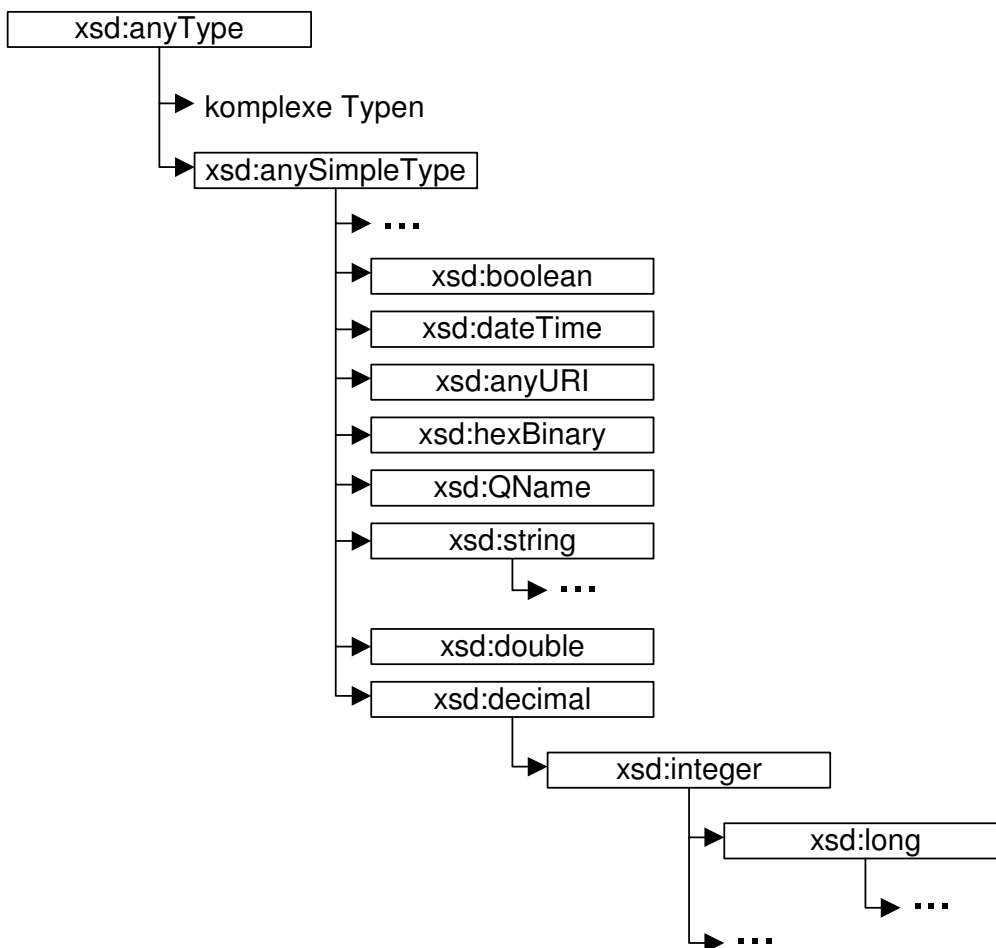 xsd:anyType
komplexe Typen
xsd:anySimpleType
...
xsd:boolean
xsd:dateTime
xsd:anyURI
xsd:hexBinary
xsd:QName
xsd:string
...
xsd:double
xsd:decimal
xsd:integer
xsd:long
...
...